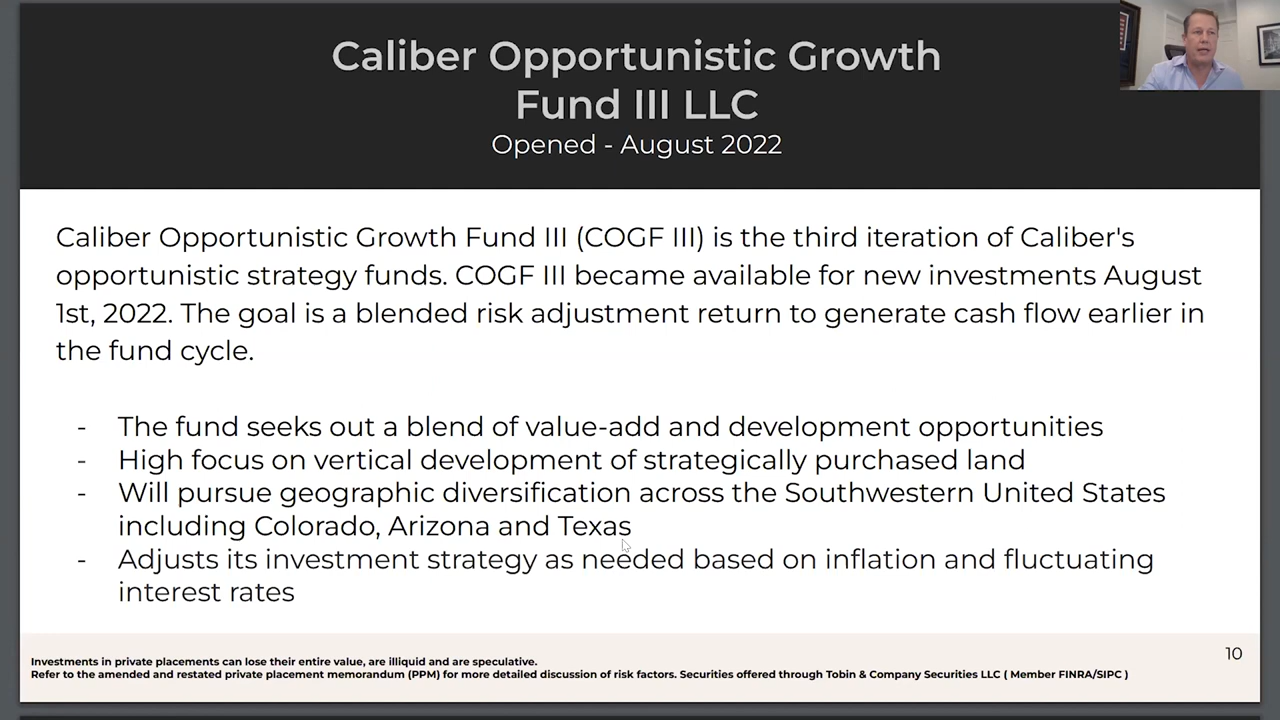 Caliber Opportunistic Growth
Fund III LLC
Opened - August 2022
Caliber Opportunistic Growth Fund III (COGF III) is the third iteration of Caliber's
opportunistic strategy funds. COGF III became available for new investments August
1st, 2022. The goal is a blended risk adjustment return to generate cash flow earlier in
the fund cycle.
- The fund seeks out a blend of value-add and development opportunities
- High focus on vertical development of strategically purchased land
- Will pursue geographic diversification across the Southwestern United States
including Colorado, Arizona and Texas
- Adjusts its investment strategy as needed based on inflation and fluctuating
interest rates
Investments in private placements can lose their entire value, are illiquid and are speculative.
Refer to the amended and restated private placement memorandum (PPM) for more detailed discussion of risk factors. Securities offered through Tobin & Company Securities LLC ( Member FINRA/SIPC )
10